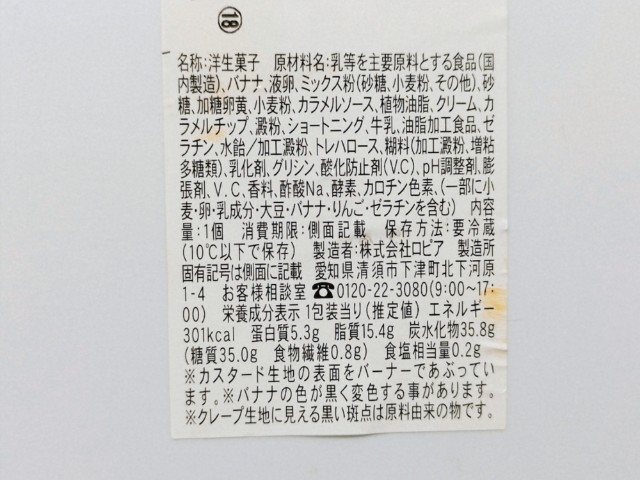 ⑱
名称:洋生菓子 原材料名:乳等を主要原料とする食品(国
内製造)、バナナ、液卵、ミックス粉(砂糖、小麦粉、その他)、砂
糖、加糖卵黄、小麦粉、カラメルソース、植物油脂、クリーム、カ
ラメルチップ、澱粉、ショートニング、牛乳、油脂加工食品、ゼ
ラチン、水飴/加工澱粉、トレハロース、糊料(加工澱粉、増粘
多糖類)、乳化剤、グリシン、酸化防止剤(V.C)、pH調整剤、膨
張剤、V.C、香料、酢酸Na、酵素、カロチン色素、(一部に小
麦・卵・乳成分・大豆・バナナ・りんご・ゼラチンを含む) 内容
量:1個 消費期限:側面記載 保存方法:要冷蔵
(10℃以下で保存) 製造者:株式会社ロピア 製造所
固有記号は側面に記載 愛知県清須市下津町北下河原
1-4 お客様相談室☎0120-22-3080(9:00~17:
00) 栄養成分表示 1包装当り(推定値) エネルギー
301kcal 蛋白質5.3g 脂質15.4g 炭水化物35.8g
(糖質35.0g 食物繊維0.8g) 食塩相当量0.2g
※カスタード生地の表面をバーナーであぶってい
ます。※バナナの色が黒く変色する事があります。
※クレープ生地に見える黒い斑点は原料由来の物です。